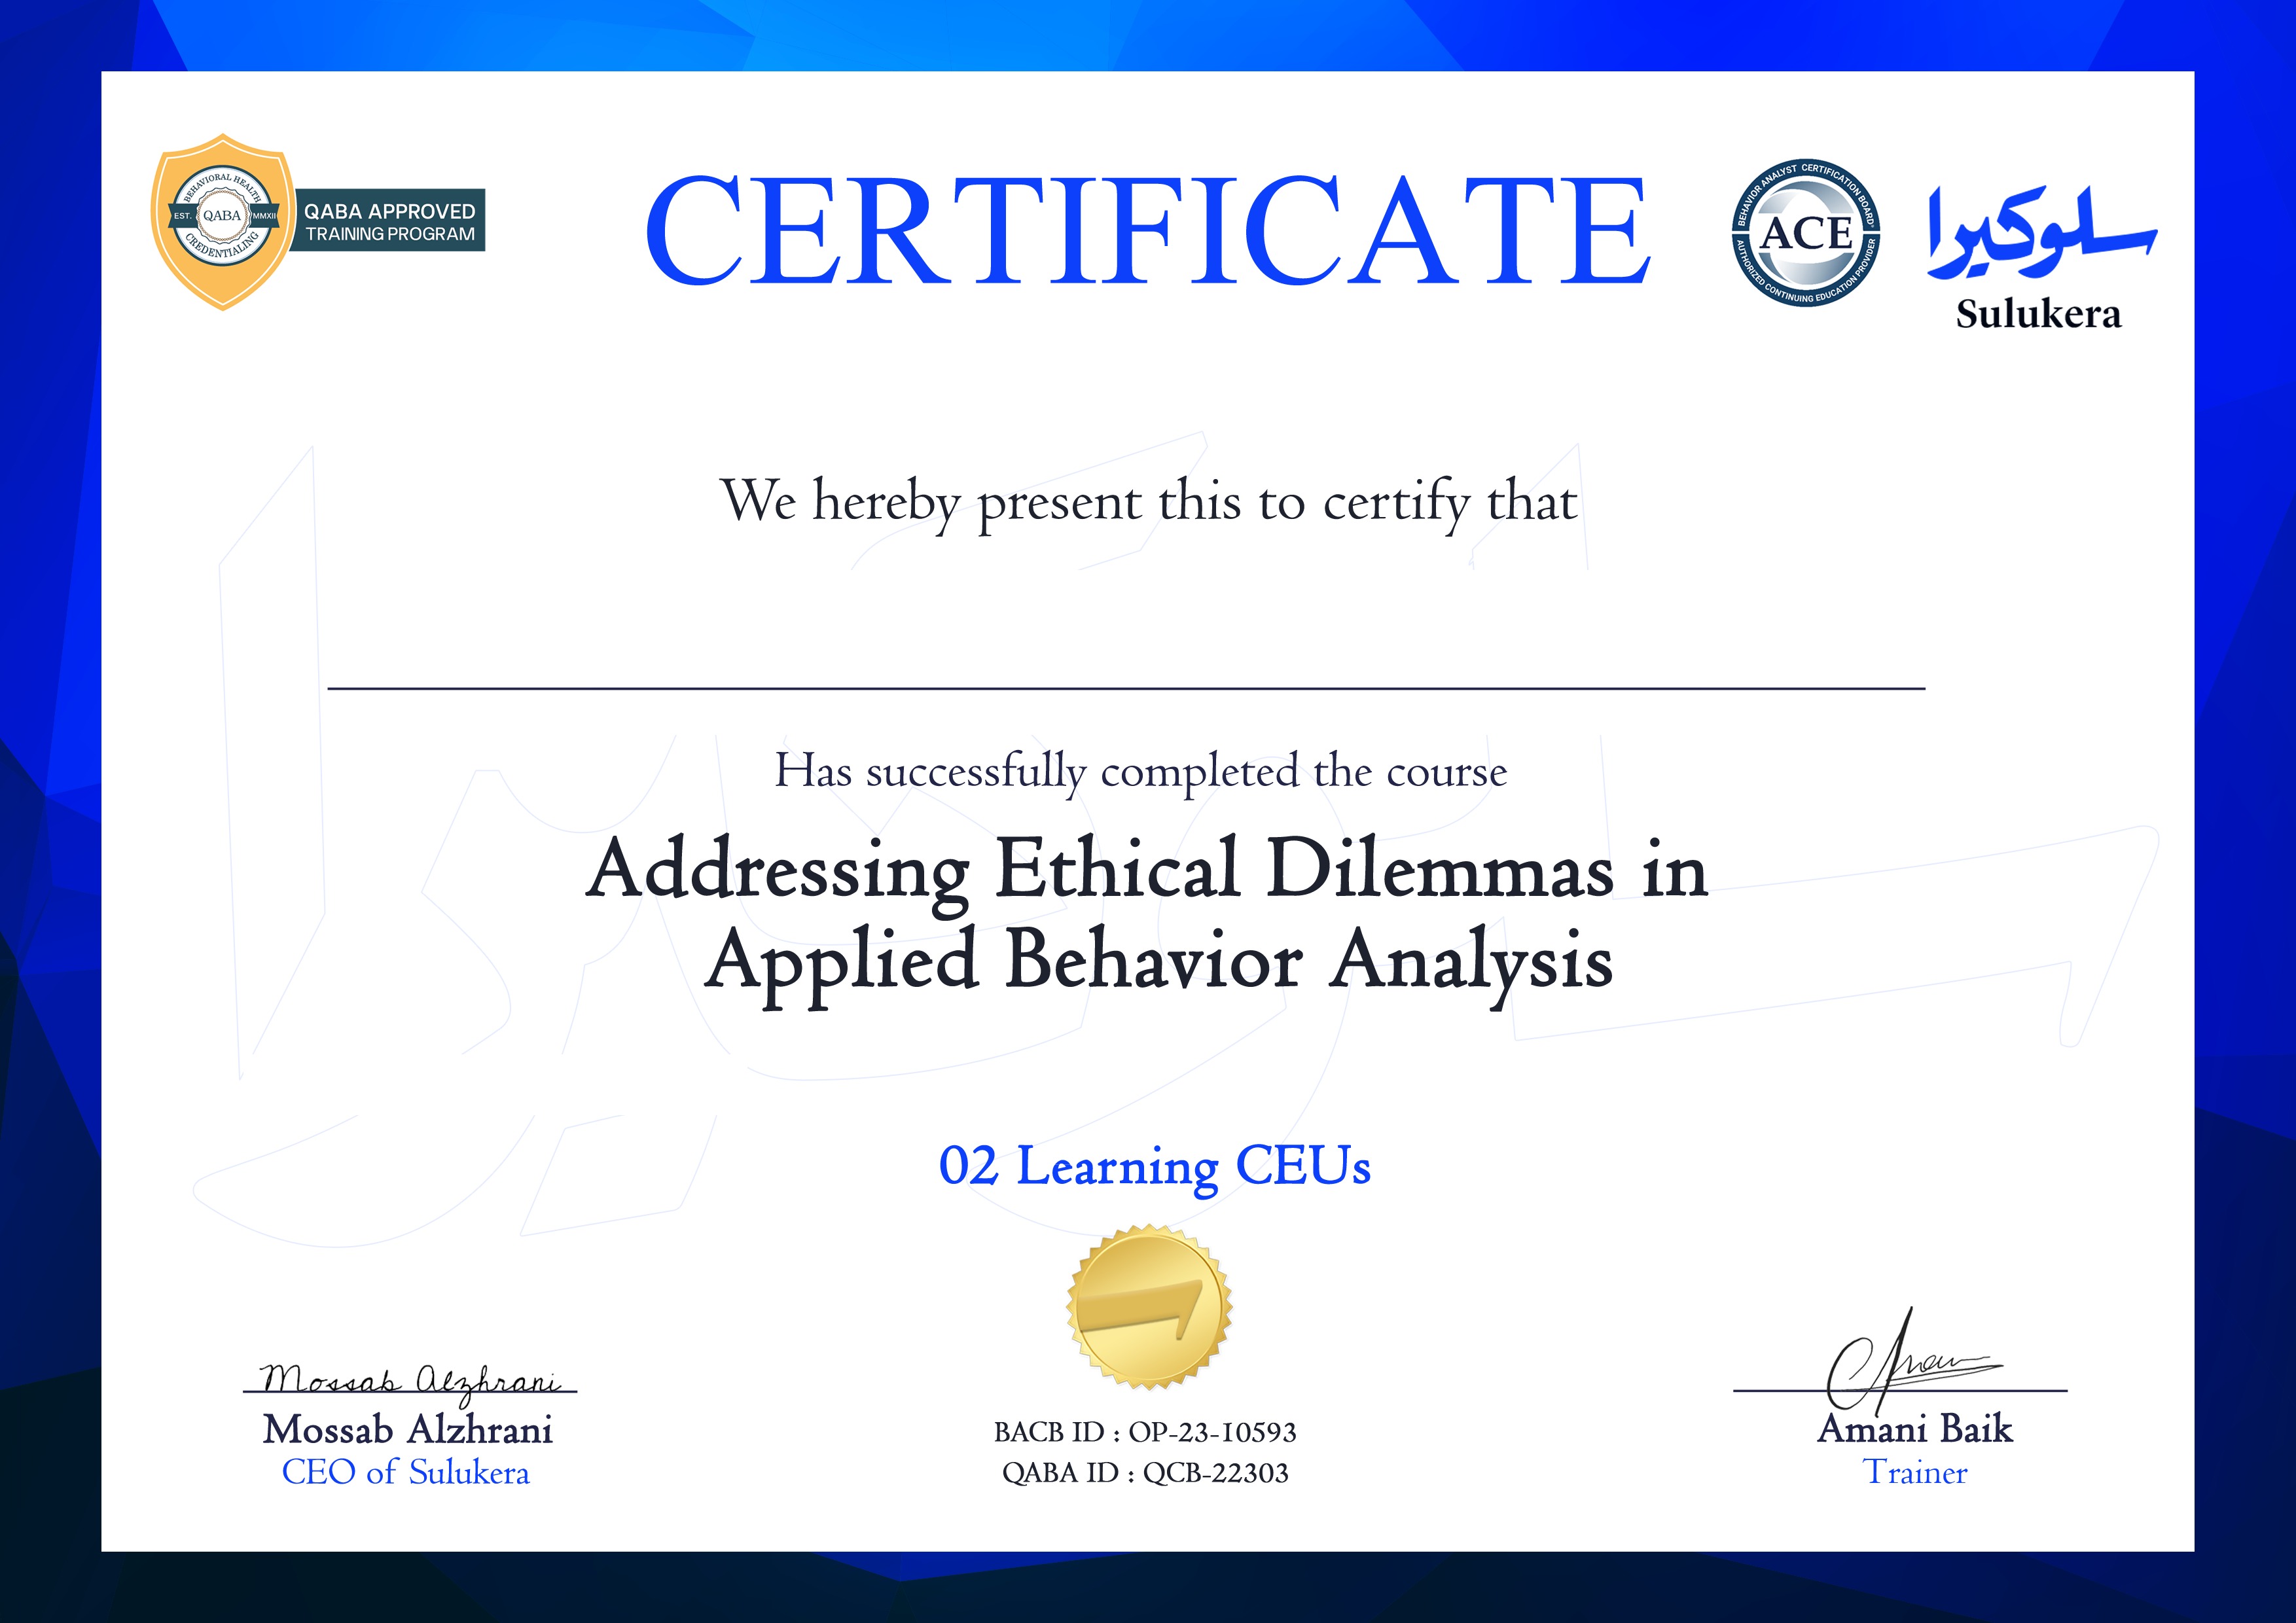 BEHAVIORAL HEALTH
EST. QABA MMXII
CREDENTIALING
QABA APPROVED
TRAINING PROGRAM
CERTIFICATE
BEHAVIOR ANALYST CERTIFICATION BOARD®
ACE
AUTHORIZED CONTINUING EDUCATION PROVIDER
سلوكيرا
Sulukera
We hereby present this to certify that
Has successfully completed the course
Addressing Ethical Dilemmas in
Applied Behavior Analysis
02 Learning CEUs
Mossab Alzhrani
Mossab Alzhrani
CEO of Sulukera
BACB ID : OP-23-10593
QABA ID : QCB-22303
Amani Baik
Trainer